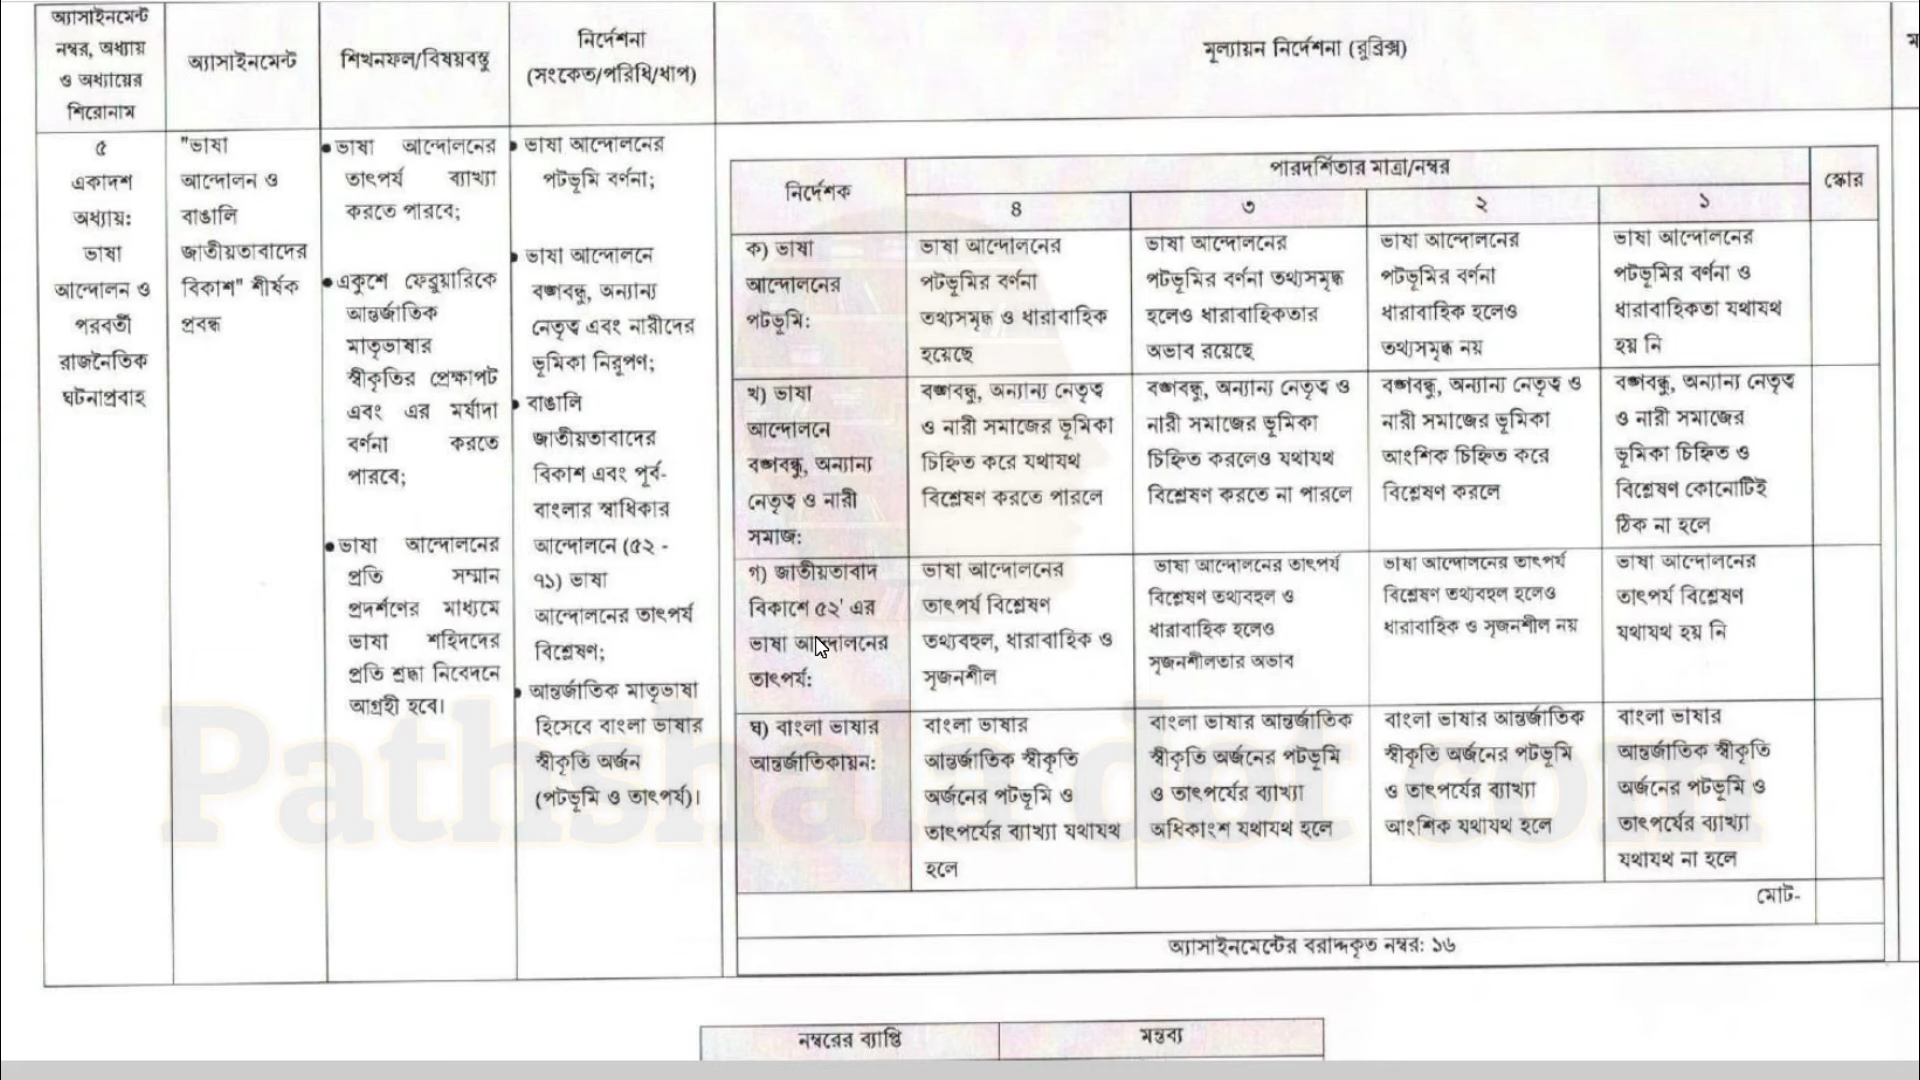 অ্যাসাইনমেন্ট
নম্বর, অধ্যায়
ও অধ্যায়ের
শিরোনাম
অ্যাসাইনমেন্ট
শিখনফল/বিষয়বস্তু
নির্দেশনা
(সংকেত/পরিধি/ধাপ)
মূল্যায়ন নির্দেশনা (রুব্রিক্স)
৫
একাদশ
অধ্যায়:
ভাষা
আন্দোলন ও
পরবর্তী
রাজনৈতিক
ঘটনাপ্রবাহ
"ভাষা
আন্দোলন ও
বাঙালি
জাতীয়তাবাদের
বিকাশ" শীর্ষক
প্রবন্ধ
● ভাষা আন্দোলনের
তাৎপর্য ব্যাখ্যা
করতে পারবে;
● একুশে ফেব্রুয়ারিকে
আন্তর্জাতিক
মাতৃভাষার
স্বীকৃতির প্রেক্ষাপট
এবং এর মর্যাদা
বর্ণনা করতে
পারবে;
● ভাষা আন্দোলনের
প্রতি সম্মান
প্রদর্শণের মাধ্যমে
ভাষা শহিদদের
প্রতি শ্রদ্ধা নিবেদনে
আগ্রহী হবে।
● ভাষা আন্দোলনের
পটভূমি বর্ণনা;
● ভাষা আন্দোলনে
বঙ্গবন্ধু, অন্যান্য
নেতৃত্ব এবং নারীদের
ভূমিকা নিরূপণ;
● বাঙালি
জাতীয়তাবাদের
বিকাশ এবং পূর্ব-
বাংলার স্বাধিকার
আন্দোলনে (৫২ -
৭১) ভাষা
আন্দোলনের তাৎপর্য
বিশ্লেষণ;
● আন্তর্জাতিক মাতৃভাষা
হিসেবে বাংলা ভাষার
স্বীকৃতি অর্জন
(পটভূমি ও তাৎপর্য)।
নির্দেশক
পারদর্শিতার মাত্রা/নম্বর
স্কোর
৪
৩
২
১
ক) ভাষা
আন্দোলনের
পটভূমি:
ভাষা আন্দোলনের
পটভূমির বর্ণনা
তথ্যসমৃদ্ধ ও ধারাবাহিক
হয়েছে
ভাষা আন্দোলনের
পটভূমির বর্ণনা তথ্যসমৃদ্ধ
হলেও ধারাবাহিকতার
অভাব রয়েছে
ভাষা আন্দোলনের
পটভূমির বর্ণনা
ধারাবাহিক হলেও
তথ্যসমৃদ্ধ নয়
ভাষা আন্দোলনের
পটভূমির বর্ণনা ও
ধারাবাহিকতা যথাযথ
হয় নি
খ) ভাষা
আন্দোলনে
বঙ্গবন্ধু, অন্যান্য
নেতৃত্ব ও নারী
সমাজ:
বঙ্গবন্ধু, অন্যান্য নেতৃত্ব
ও নারী সমাজের ভূমিকা
চিহ্নিত করে যথাযথ
বিশ্লেষণ করতে পারলে
বঙ্গবন্ধু, অন্যান্য নেতৃত্ব ও
নারী সমাজের ভূমিকা
চিহ্নিত করলেও যথাযথ
বিশ্লেষণ করতে না পারলে
বঙ্গবন্ধু, অন্যান্য নেতৃত্ব ও
নারী সমাজের ভূমিকা
আংশিক চিহ্নিত করে
বিশ্লেষণ করলে
বঙ্গবন্ধু, অন্যান্য নেতৃত্ব
ও নারী সমাজের
ভূমিকা চিহ্নিত ও
বিশ্লেষণ কোনোটিই
ঠিক না হলে
গ) জাতীয়তাবাদ
বিকাশে ৫২' এর
ভাষা আন্দোলনের
তাৎপর্য:
ভাষা আন্দোলনের
তাৎপর্য বিশ্লেষণ
তথ্যবহুল, ধারাবাহিক ও
সৃজনশীল
ভাষা আন্দোলনের তাৎপর্য
বিশ্লেষণ তথ্যবহুল ও
ধারাবাহিক হলেও
সৃজনশীলতার অভাব
ভাষা আন্দোলনের তাৎপর্য
বিশ্লেষণ তথ্যবহুল হলেও
ধারাবাহিক ও সৃজনশীল নয়
ভাষা আন্দোলনের
তাৎপর্য বিশ্লেষণ
যথাযথ হয় নি
ঘ) বাংলা ভাষার
আন্তর্জাতিকায়ন:
বাংলা ভাষার
আন্তর্জাতিক স্বীকৃতি
অর্জনের পটভূমি ও
তাৎপর্যের ব্যাখ্যা যথাযথ
হলে
বাংলা ভাষার আন্তর্জাতিক
স্বীকৃতি অর্জনের পটভূমি
ও তাৎপর্যের ব্যাখ্যা
অধিকাংশ যথাযথ হলে
বাংলা ভাষার আন্তর্জাতিক
স্বীকৃতি অর্জনের পটভূমি
ও তাৎপর্যের ব্যাখ্যা
আংশিক যথাযথ হলে
বাংলা ভাষার
আন্তর্জাতিক স্বীকৃতি
অর্জনের পটভূমি ও
তাৎপর্যের ব্যাখ্যা
যথাযথ না হলে
মোট-
অ্যাসাইনমেন্টের বরাদ্দকৃত নম্বর: ১৬
নম্বরের ব্যাপ্তি
মন্তব্য
Pathshala dot com